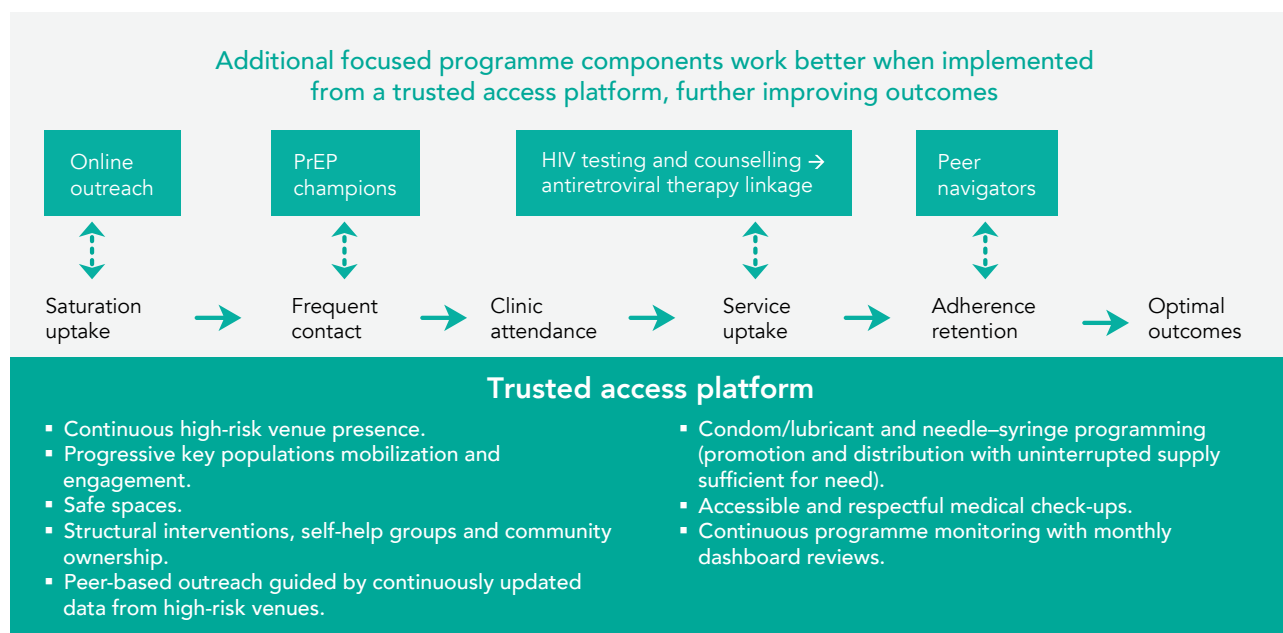 Additional focused programme components work better when implemented
from a trusted access platform, further improving outcomes
Online
outreach
PrEP
champions
HIV testing and counselling →
antiretroviral therapy linkage
Peer
navigators
Saturation
uptake
Frequent
contact
Clinic
attendance
Service
uptake
Adherence
retention
Optimal
outcomes
Trusted access platform
▪ Continuous high-risk venue presence.
▪ Progressive key populations mobilization and
engagement.
▪ Safe spaces.
▪ Structural interventions, self-help groups and community
ownership.
▪ Peer-based outreach guided by continuously updated
data from high-risk venues.
▪ Condom/lubricant and needle–syringe programming
(promotion and distribution with uninterrupted supply
sufficient for need).
▪ Accessible and respectful medical check-ups.
▪ Continuous programme monitoring with monthly
dashboard reviews.